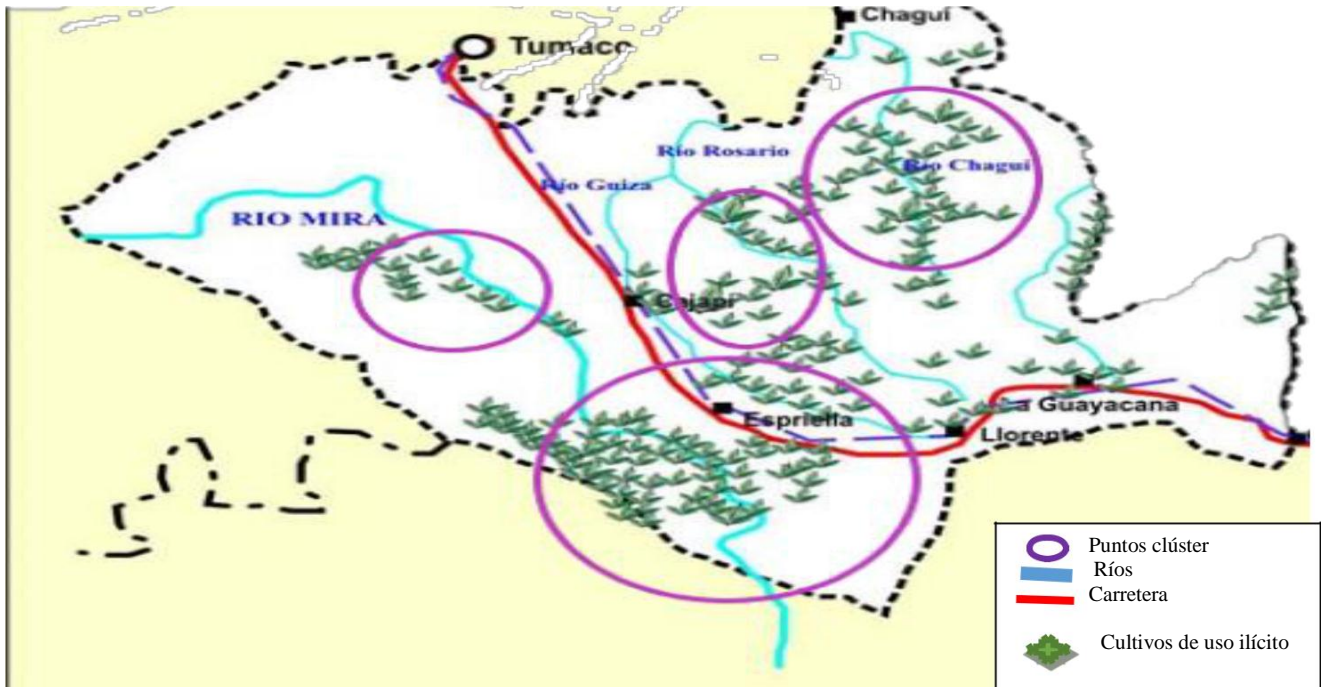 Chaguí
Tumaco
Río Rosario
Río Chaguí
Río Guiza
RIO MIRA
Cajapí
Espriella
a Guayacana
Llorente
Puntos clúster
Ríos
Carretera
Cultivos de uso ilícito